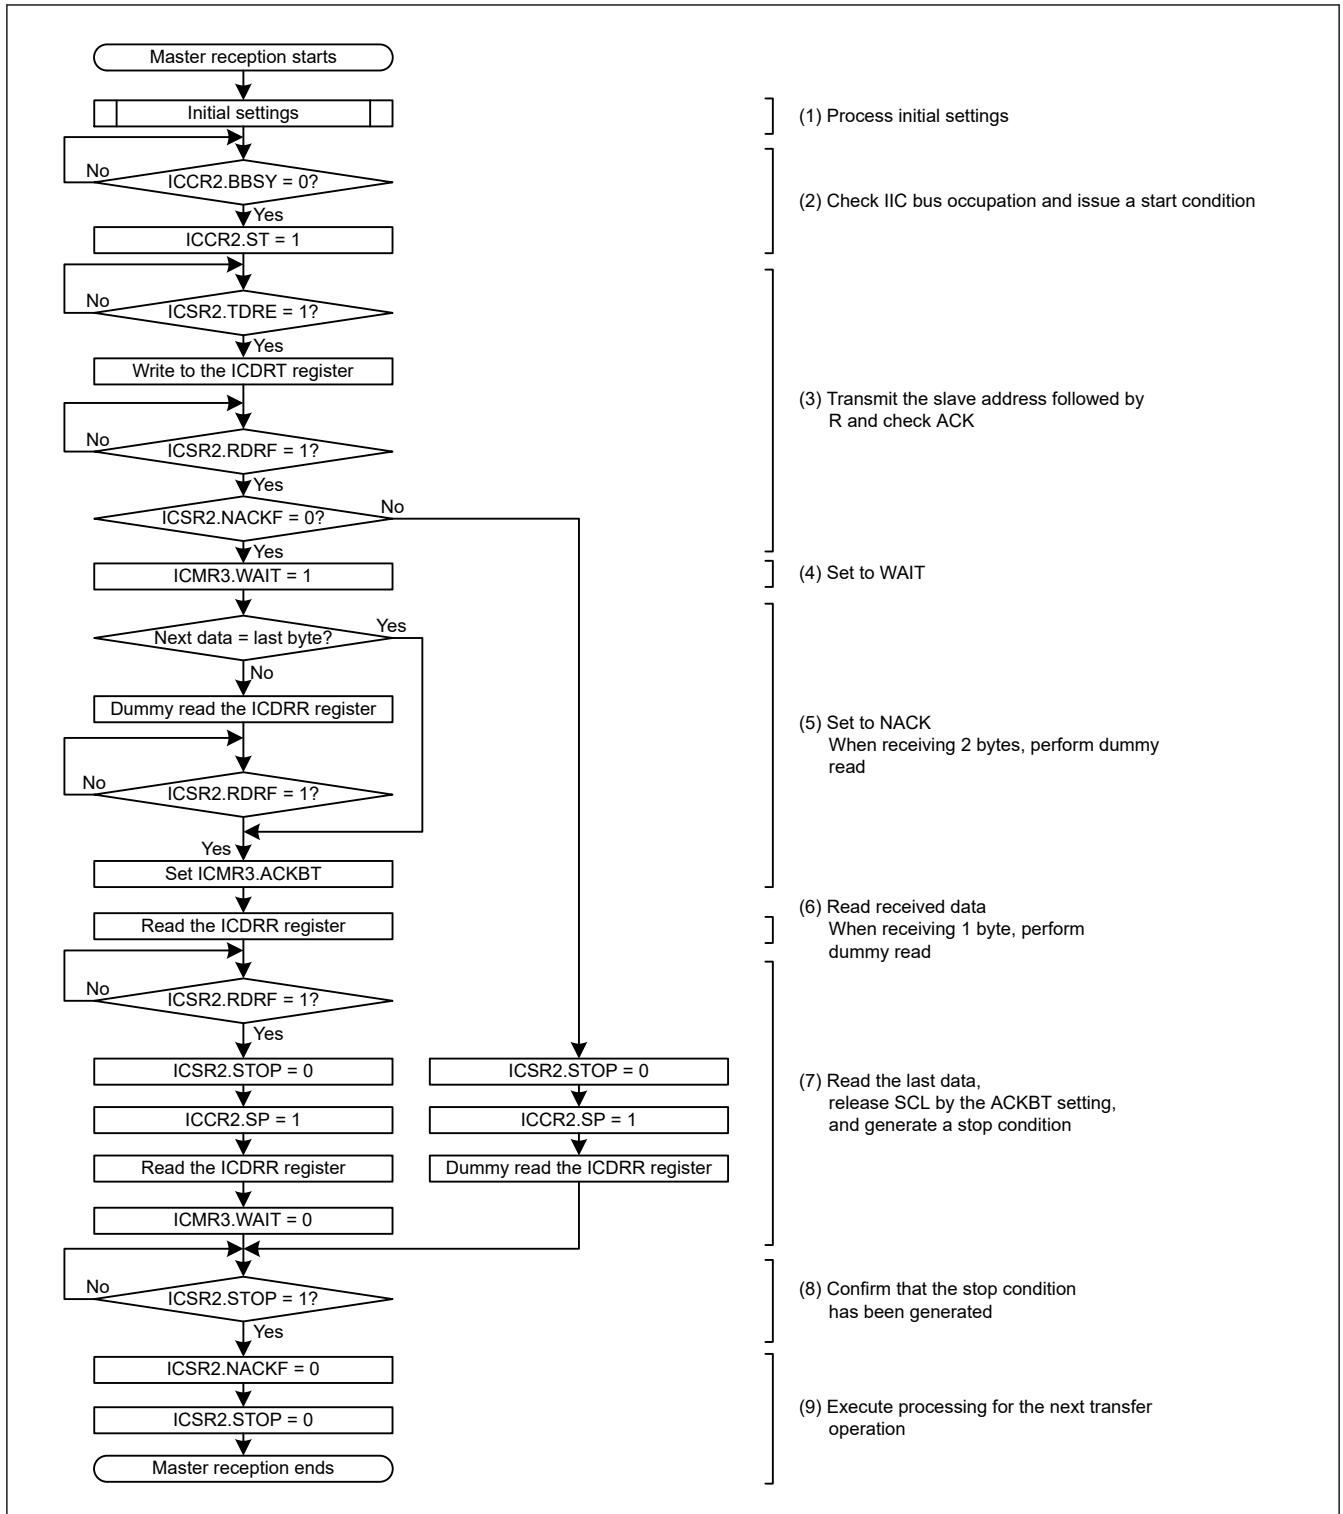 Master reception starts
Initial settings
(1) Process initial settings
No
ICCR2.BBSY = 0?
Yes
ICCR2.ST = 1
(2) Check IIC bus occupation and issue a start condition
No
ICSR2.TDRE = 1?
Yes
Write to the ICDRT register
No
ICSR2.RDRF = 1?
Yes
ICSR2.NACKF = 0?
No
Yes
(3) Transmit the slave address followed by
R and check ACK
ICMR3.WAIT = 1
(4) Set to WAIT
Next data = last byte?
Yes
No
Dummy read the ICDRR register
No
ICSR2.RDRF = 1?
Yes
Set ICMR3.ACKBT
(5) Set to NACK
When receiving 2 bytes, perform dummy
read
Read the ICDRR register
(6) Read received data
When receiving 1 byte, perform
dummy read
No
ICSR2.RDRF = 1?
Yes
ICSR2.STOP = 0
ICCR2.SP = 1
Read the ICDRR register
ICMR3.WAIT = 0
ICSR2.STOP = 0
ICCR2.SP = 1
Dummy read the ICDRR register
(7) Read the last data,
release SCL by the ACKBT setting,
and generate a stop condition
No
ICSR2.STOP = 1?
Yes
(8) Confirm that the stop condition
has been generated
ICSR2.NACKF = 0
ICSR2.STOP = 0
(9) Execute processing for the next transfer
operation
Master reception ends